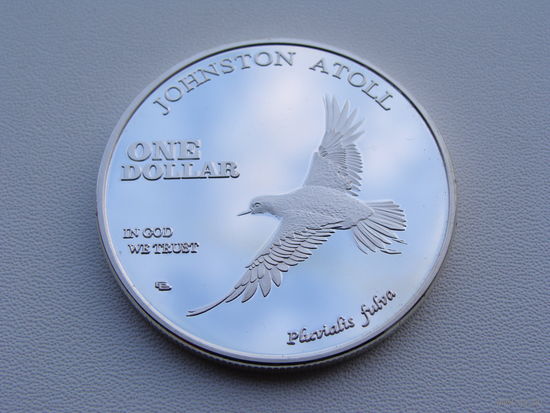 JOHNSTON ATOLL
ONE
DOLLAR
IN GOD
WE TRUST
Pluvialis fulva